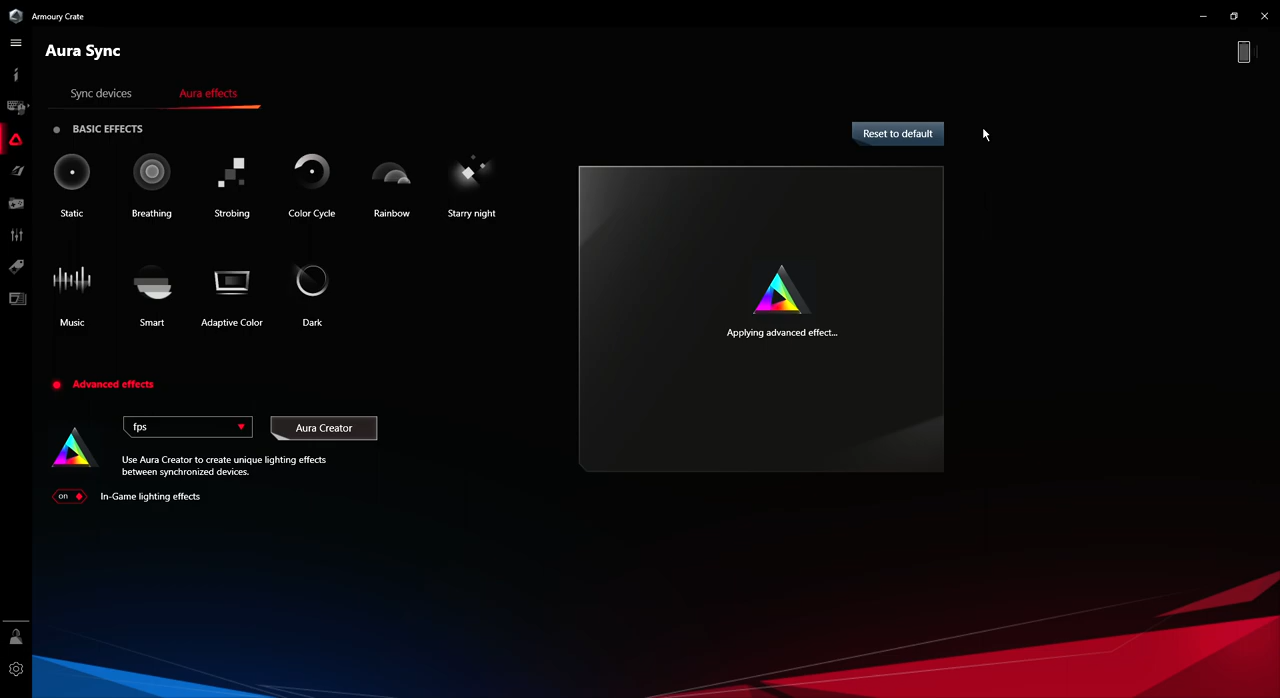 Armoury Crate
Aura Sync
Sync devices
Aura effects
BASIC EFFECTS
Reset to default
Static
Breathing
Strobing
Color Cycle
Rainbow
Starry night
Music
Smart
Adaptive Color
Dark
Applying advanced effect...
Advanced effects
fps
Aura Creator
Use Aura Creator to create unique lighting effects
between synchronized devices.
on
In-Game lighting effects